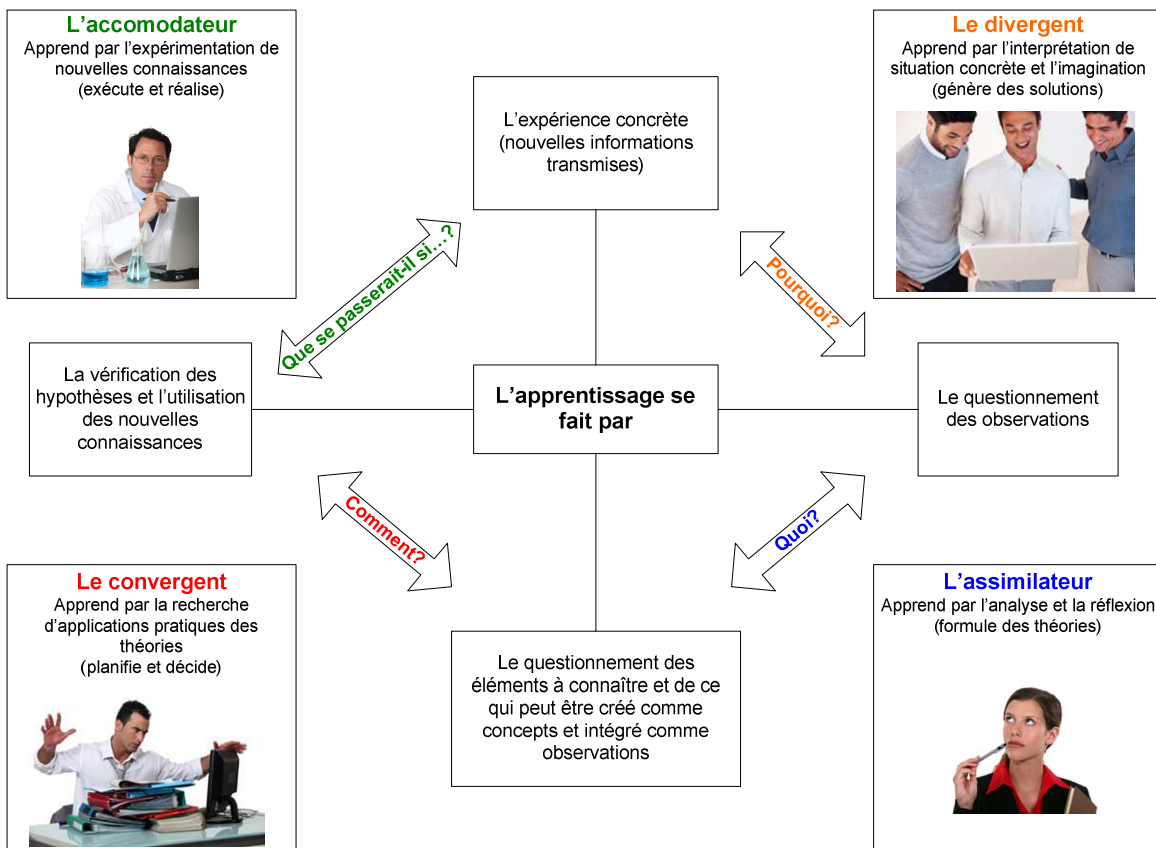 L'accomodateur
Apprend par l'expérimentation de
nouvelles connaissances
(exécute et réalise)
Le divergent
Apprend par l'interprétation de
situation concrète et l'imagination
(génère des solutions)
L'expérience concrète
(nouvelles informations
transmises)
Que se passerait-il si…?
Pourquoi?
La vérification des
hypothèses et l'utilisation
des nouvelles
connaissances
L'apprentissage se
fait par
Le questionnement
des observations
Comment?
Quoi?
Le convergent
Apprend par la recherche
d'applications pratiques des
théories
(planifie et décide)
Le questionnement des
éléments à connaître et de ce
qui peut être créé comme
concepts et intégré comme
observations
L'assimilateur
Apprend par l'analyse et la réflexion
(formule des théories)